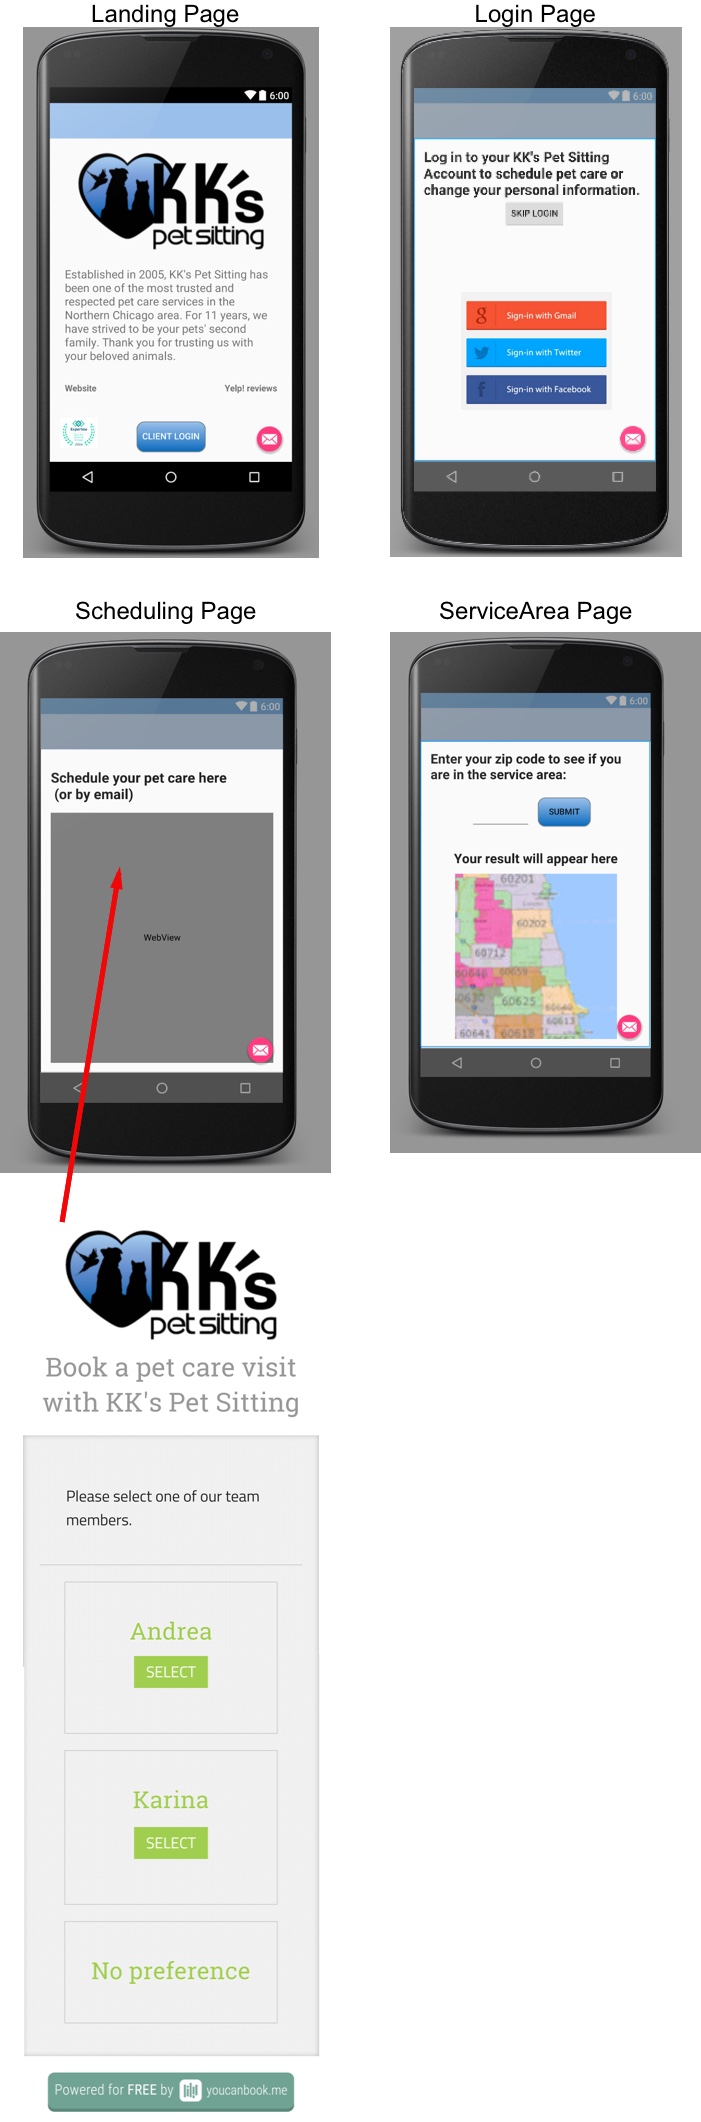 Landing Page
6:00
KK's
pet sitting
Established in 2005, KK's Pet Sitting has
been one of the most trusted and
respected pet care services in the
Northern Chicago area. For 11 years, we
have strived to be your pets' second
family. Thank you for trusting us with
your beloved animals.
Website
Yelp! reviews
Expertise
CLIENT LOGIN
Login Page
6:00
Log in to your KK's Pet Sitting
Account to schedule pet care or
change your personal information.
SKIP LOGIN
Sign-in with Gmail
Sign-in with Twitter
Sign-in with Facebook
Scheduling Page
6:00
Schedule your pet care here
(or by email)
WebView
ServiceArea Page
6:00
Enter your zip code to see if you
are in the service area:
SUBMIT
Your result will appear here
60201
60202
60712
60646
60659
60630
60625
60640
60613
60641
60618
KK's
pet sitting
Book a pet care visit
with KK's Pet Sitting
Please select one of our team
members.
Andrea
SELECT
Karina
SELECT
No preference
Powered for FREE by youcanbook.me